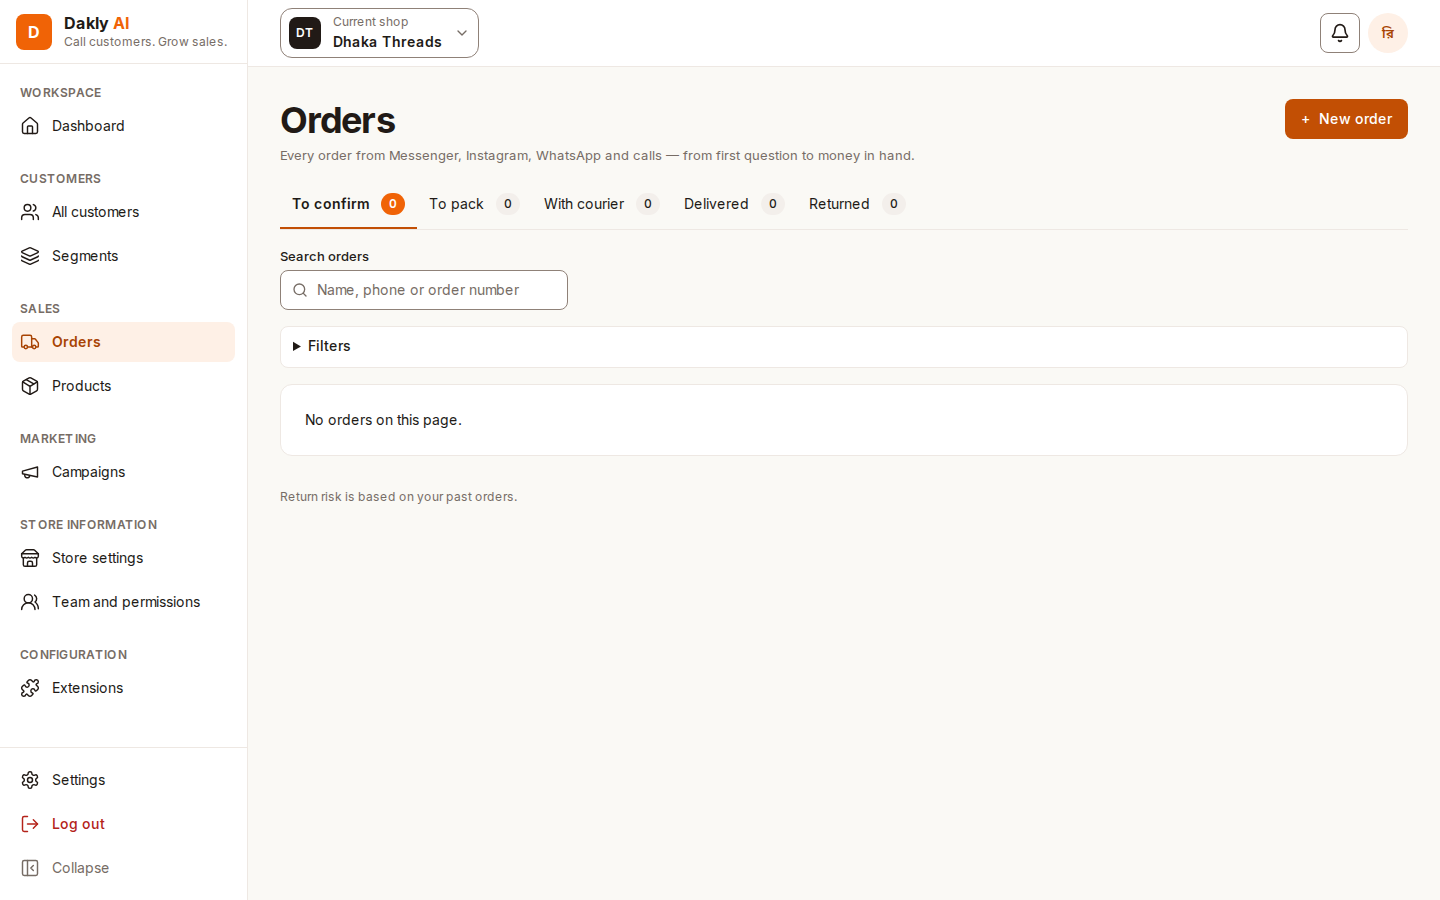 D
Dakly AI
Call customers. Grow sales.
WORKSPACE
Dashboard
CUSTOMERS
All customers
Segments
SALES
Orders
Products
MARKETING
Campaigns
STORE INFORMATION
Store settings
Team and permissions
CONFIGURATION
Extensions
Settings
Log out
Collapse
DT
Current shop
Dhaka Threads
রি
Orders
+ New order
Every order from Messenger, Instagram, WhatsApp and calls — from first question to money in hand.
To confirm 0 To pack 0 With courier 0 Delivered 0 Returned 0
Search orders
Name, phone or order number
Filters
No orders on this page.
Return risk is based on your past orders.